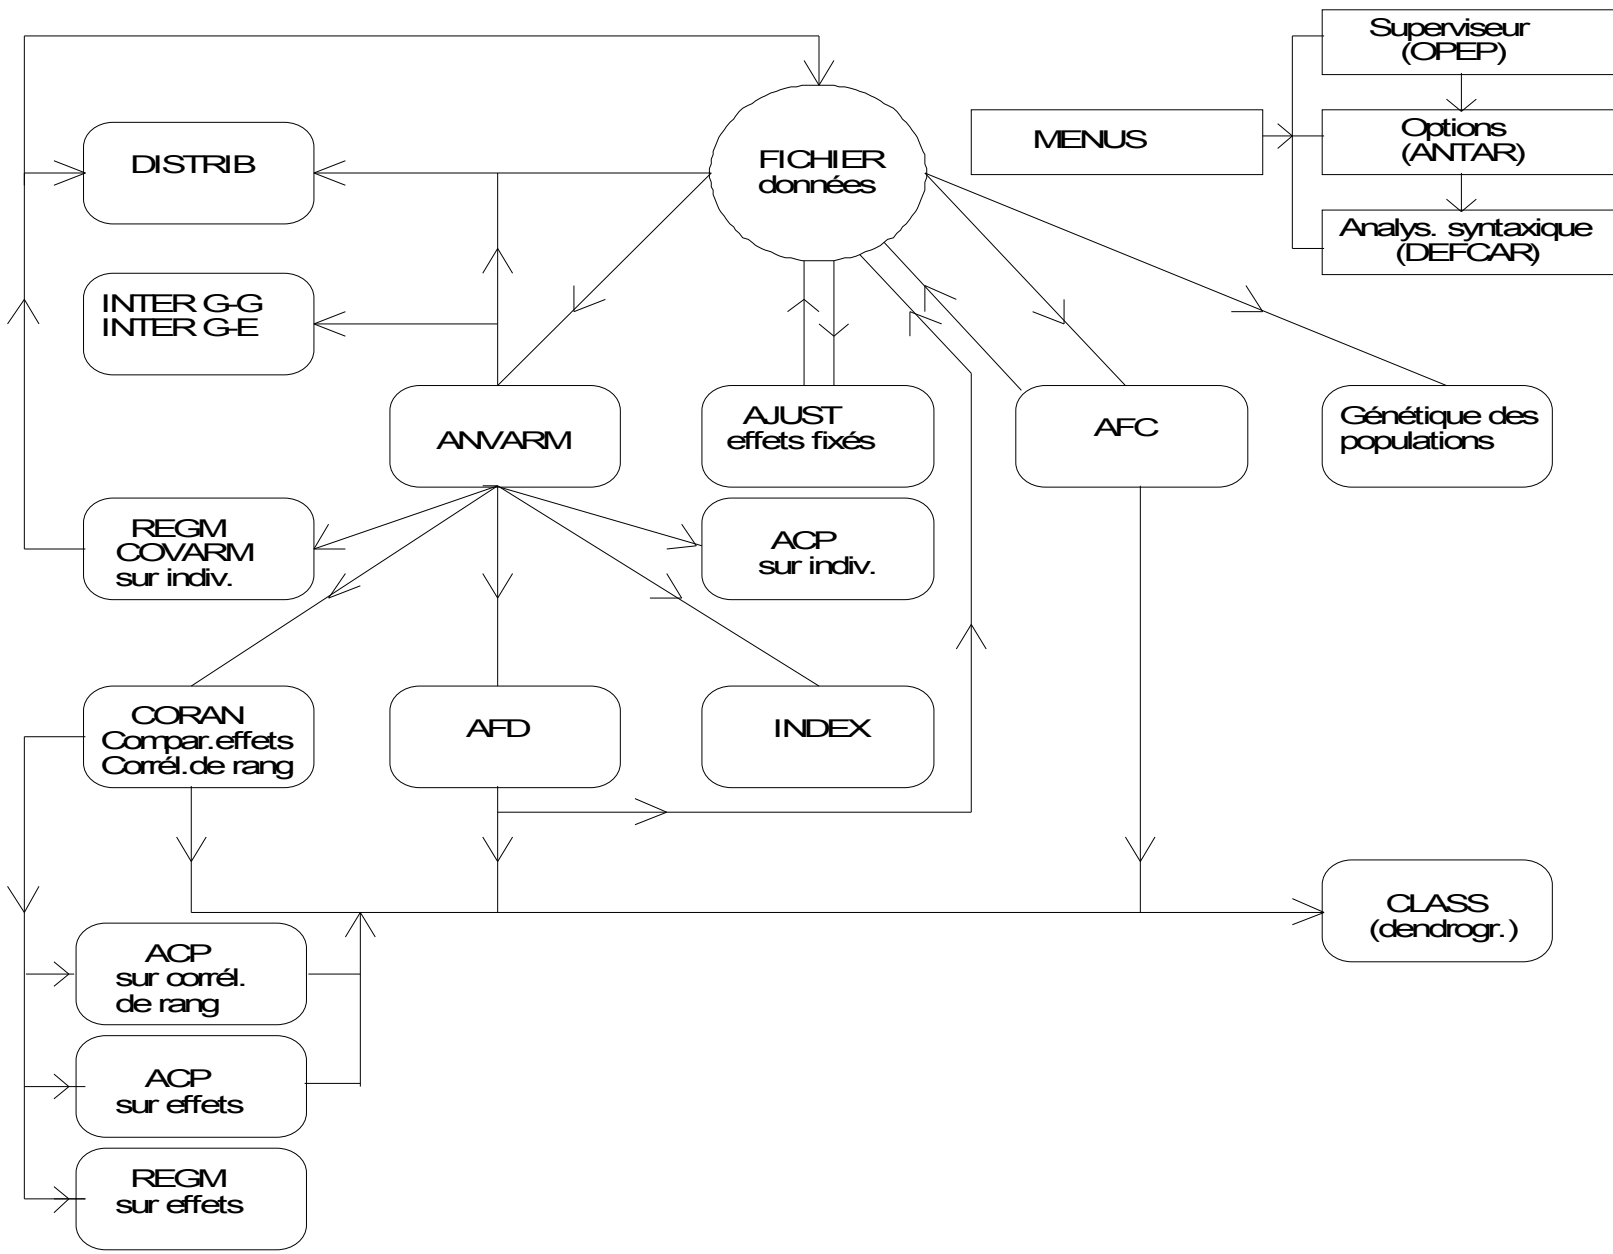 Superviseur
(OPEP)
MENUS
Options
(ANTAR)
Analys. syntaxique
(DEFCAR)
FICHIER
données
DISTRIB
INTER G-G
INTER G-E
ANVARM
AJUST
effets fixés
AFC
Génétique des
populations
REGM
COVARM
sur indiv.
ACP
sur indiv.
CORAN
Compar.effets
Corrél.de rang
AFD
INDEX
CLASS
(dendrogr.)
ACP
sur corrél.
de rang
ACP
sur effets
REGM
sur effets